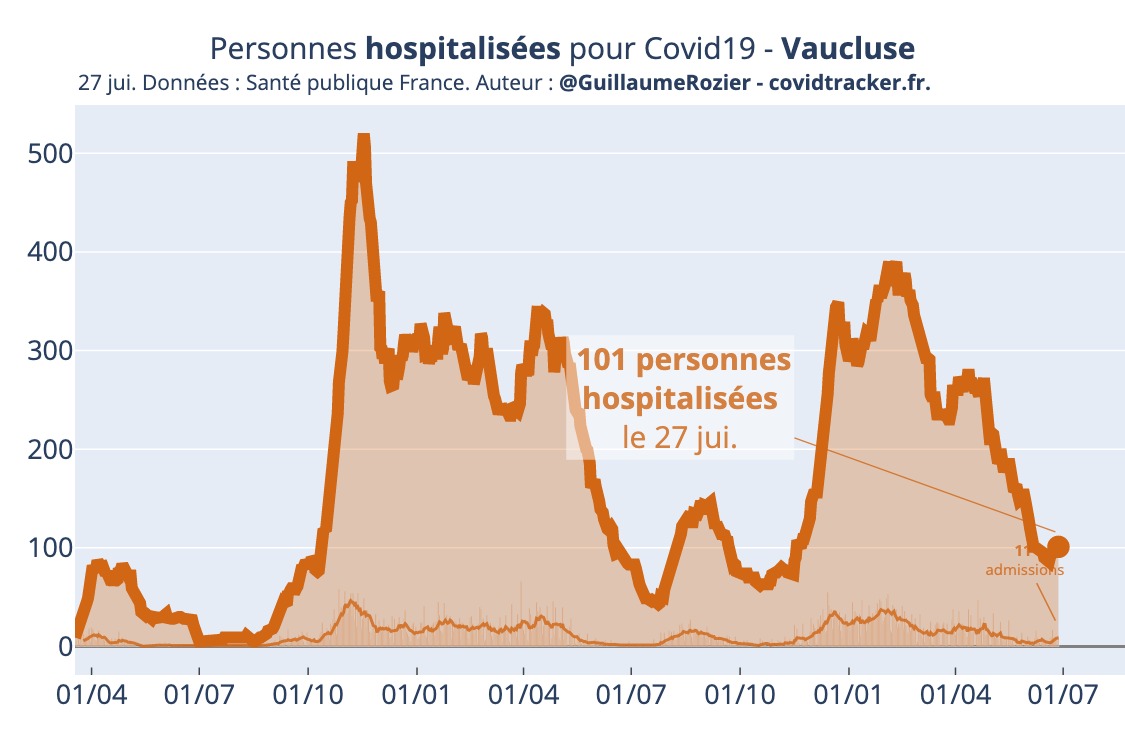 Personnes hospitalisées pour Covid19 - Vaucluse
27 jui. Données : Santé publique France. Auteur : @GuillaumeRozier - covidtracker.fr.
500
400
300
200
100
0
101 personnes
hospitalisées
le 27 jui.
admissions
01/04 01/07 01/10 01/01 01/04 01/07 01/10 01/01 01/04 01/07